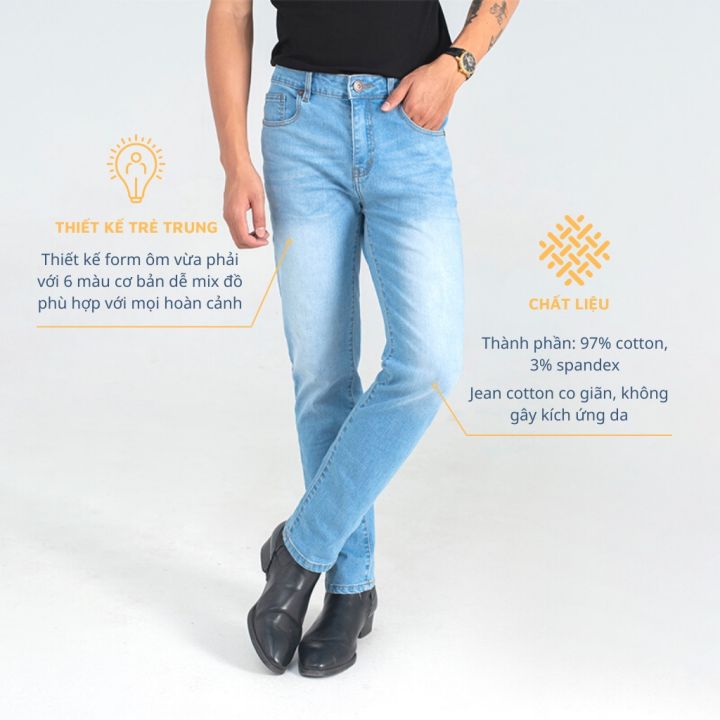 THIẾT KẾ TRẺ TRUNG
Thiết kế form ôm vừa phải
với 6 màu cơ bản dễ mix đồ
phù hợp với mọi hoàn cảnh
CHẤT LIỆU
Thành phần: 97% cotton,
3% spandex
Jean cotton co giãn, không
gây kích ứng da